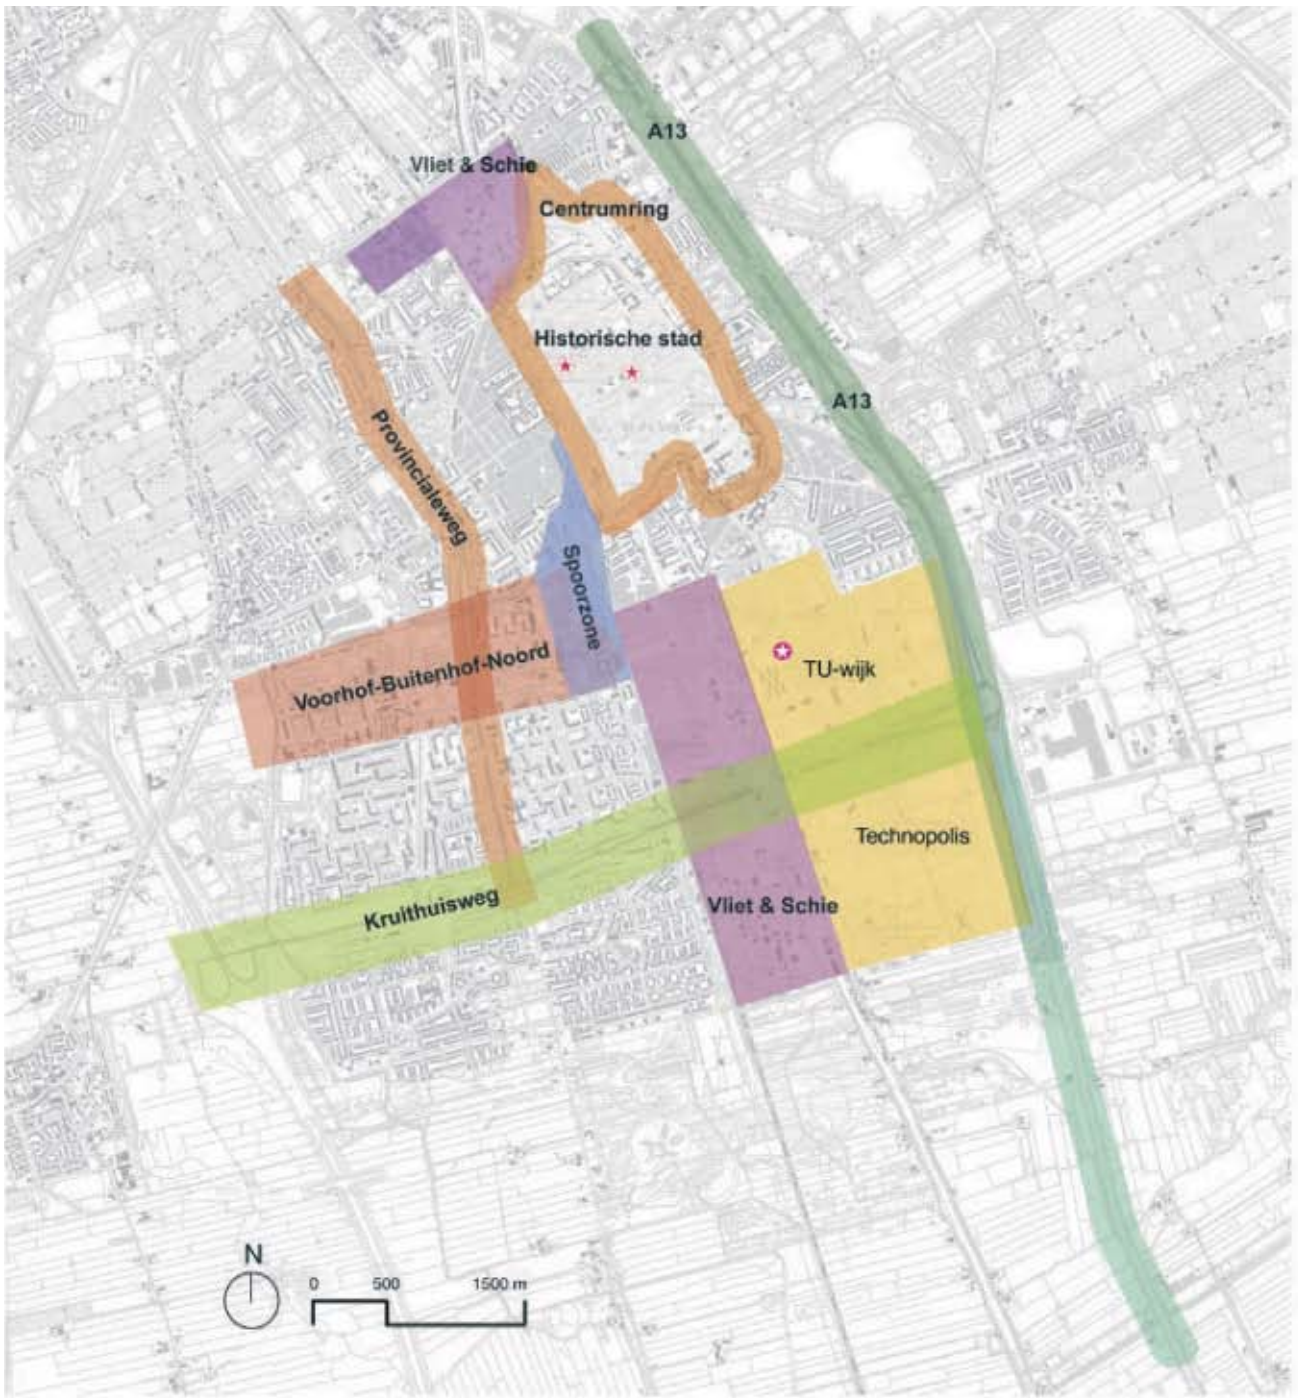 A13
Vliet & Schie
Centrumring
Historische stad
A13
Provincialeweg
Spoorzone
Voorhof-Buitenhof-Noord
TU-wijk
Technopolis
Kruithuisweg
Vliet & Schie
N
0 500 1500 m